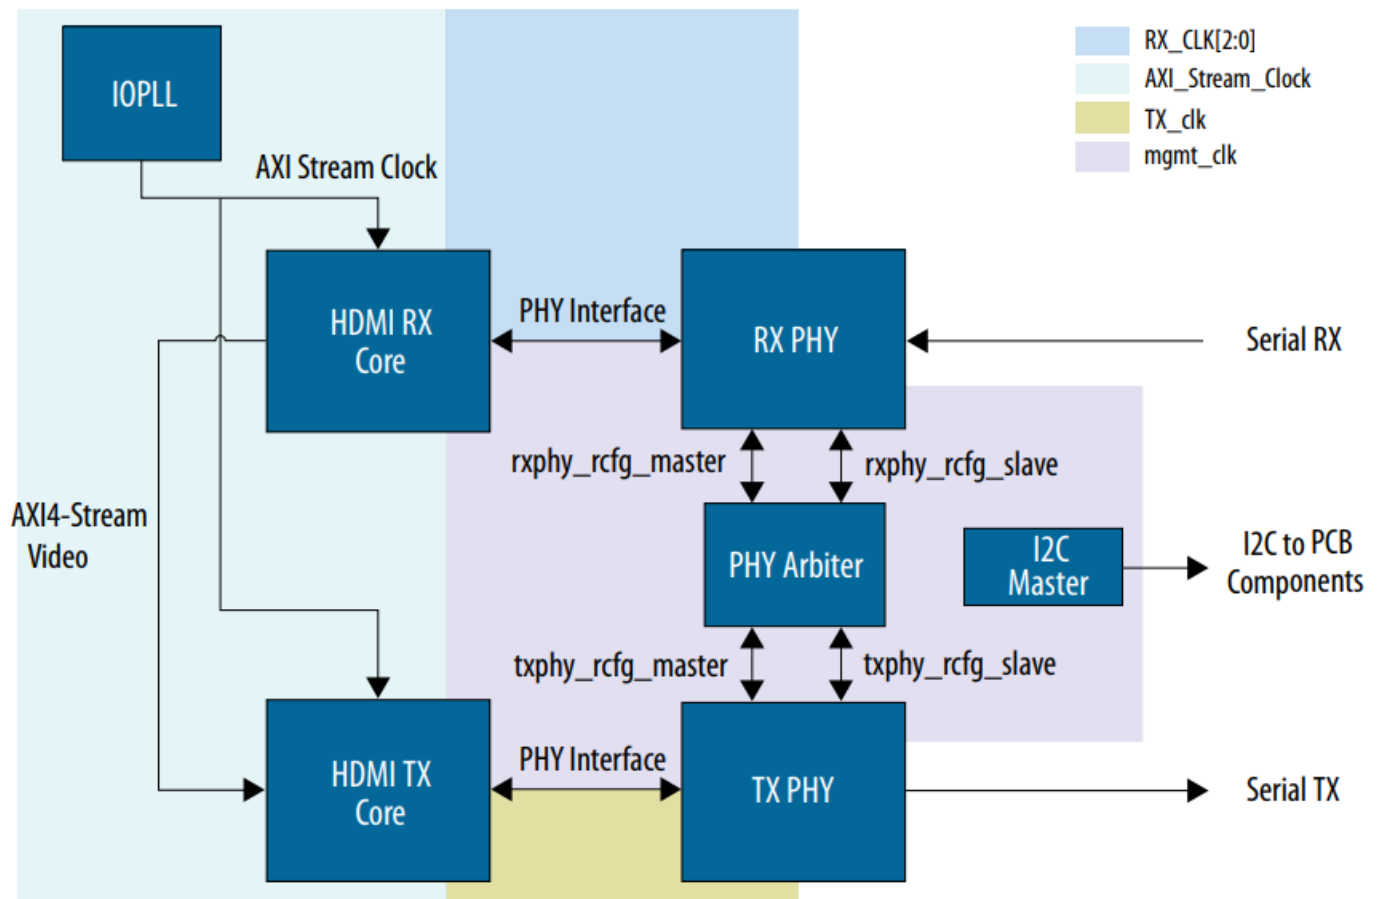 IOPLL
AXI Stream Clock
RX_CLK[2:0]
AXI_Stream_Clock
TX_clk
mgmt_clk
HDMI RX
Core
PHY Interface
RX PHY
Serial RX
rxphy_rcfg_master
rxphy_rcfg_slave
AXI4-Stream
Video
PHY Arbiter
I2C
Master
I2C to PCB
Components
txphy_rcfg_master
txphy_rcfg_slave
HDMI TX
Core
PHY Interface
TX PHY
Serial TX